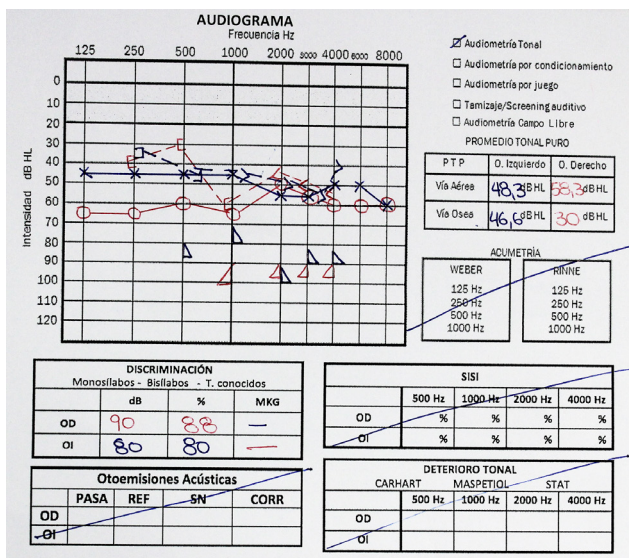 AUDIOGRAMA
Frecuencia Hz
125 250 500 1000 2000 3000 4000 6000 8000
Intensidad dB HL
0
10
20
30
40
50
60
70
80
90
100
110
120
Audiometría Tonal
Audiometría por condicionamiento
Audiometría por juego
Tamizaje/Screening auditivo
Audiometría Campo Libre
PROMEDIO TONAL PURO
P T P O. Izquierdo O. Derecho
Vía Aérea 48,3 dB HL 58,3 dB HL
Vía Osea 46,6 dB HL 30 dB HL
ACUMETRÍA
WEBER RINNE
125 Hz 125 Hz
250 Hz 250 Hz
500 Hz 500 Hz
1000 Hz 1000 Hz
DISCRIMINACIÓN
Monosílabos - Bisílabos - T. conocidos
dB % MKG
OD 90 88 —
OI 80 80 —
SISI
500 Hz 1000 Hz 2000 Hz 4000 Hz
OD % % % %
OI % % % %
Otoemisiones Acústicas
PASA REF SN CORR
OD
OI
DETERIORO TONAL
CARHART MASPETIOL STAT
500 Hz 1000 Hz 2000 Hz 4000 Hz
OD
OI